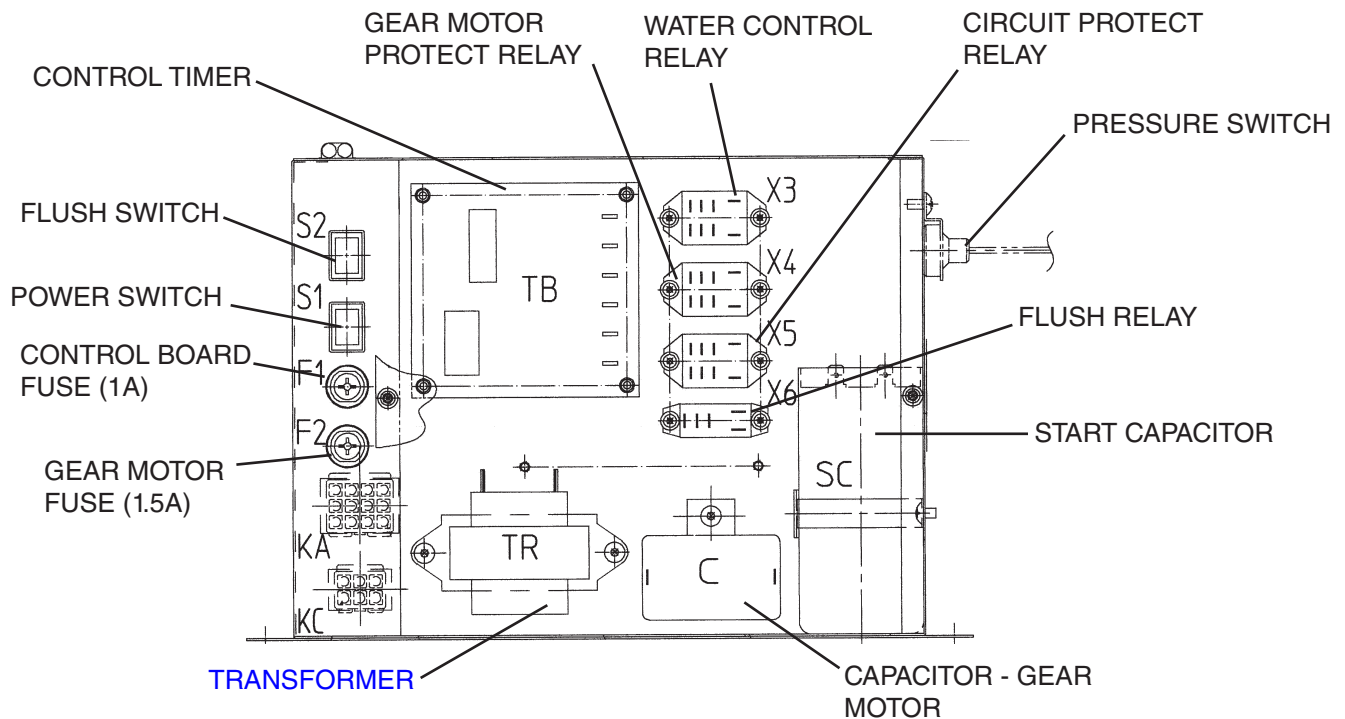 GEAR MOTOR
PROTECT RELAY
WATER CONTROL
RELAY
CIRCUIT PROTECT
RELAY
CONTROL TIMER
PRESSURE SWITCH
FLUSH SWITCH
S2
X3
X4
TB
POWER SWITCH
S1
FLUSH RELAY
X5
CONTROL BOARD
FUSE (1A)
F1
X6
F2
START CAPACITOR
GEAR MOTOR
FUSE (1.5A)
SC
KA
TR
C
KC
TRANSFORMER
CAPACITOR - GEAR
MOTOR